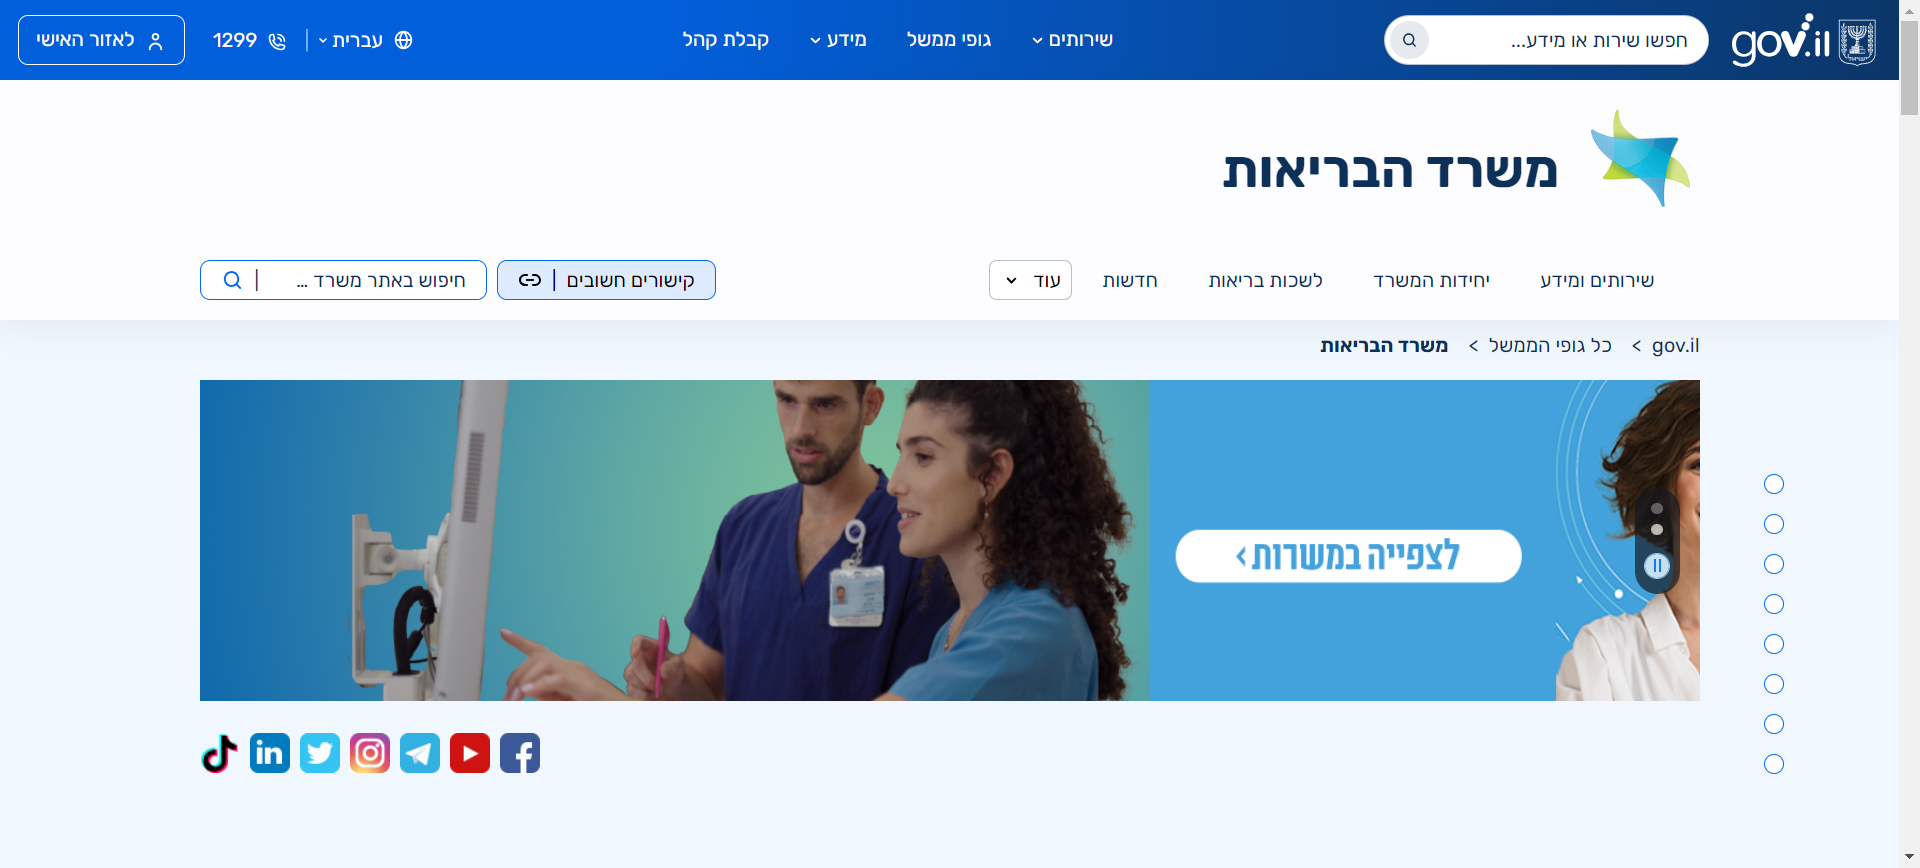 gov.il
חפשו שירות או מידע...
שירותים
גופי ממשל
מידע
קבלת קהל
עברית
1299
לאזור האישי
משרד הבריאות
שירותים ומידע
יחידות המשרד
לשכות בריאות
חדשות
עוד
קישורים חשובים
חיפוש באתר משרד ...
gov.il > כל גופי הממשל > משרד הבריאות
לצפייה במשרות ›